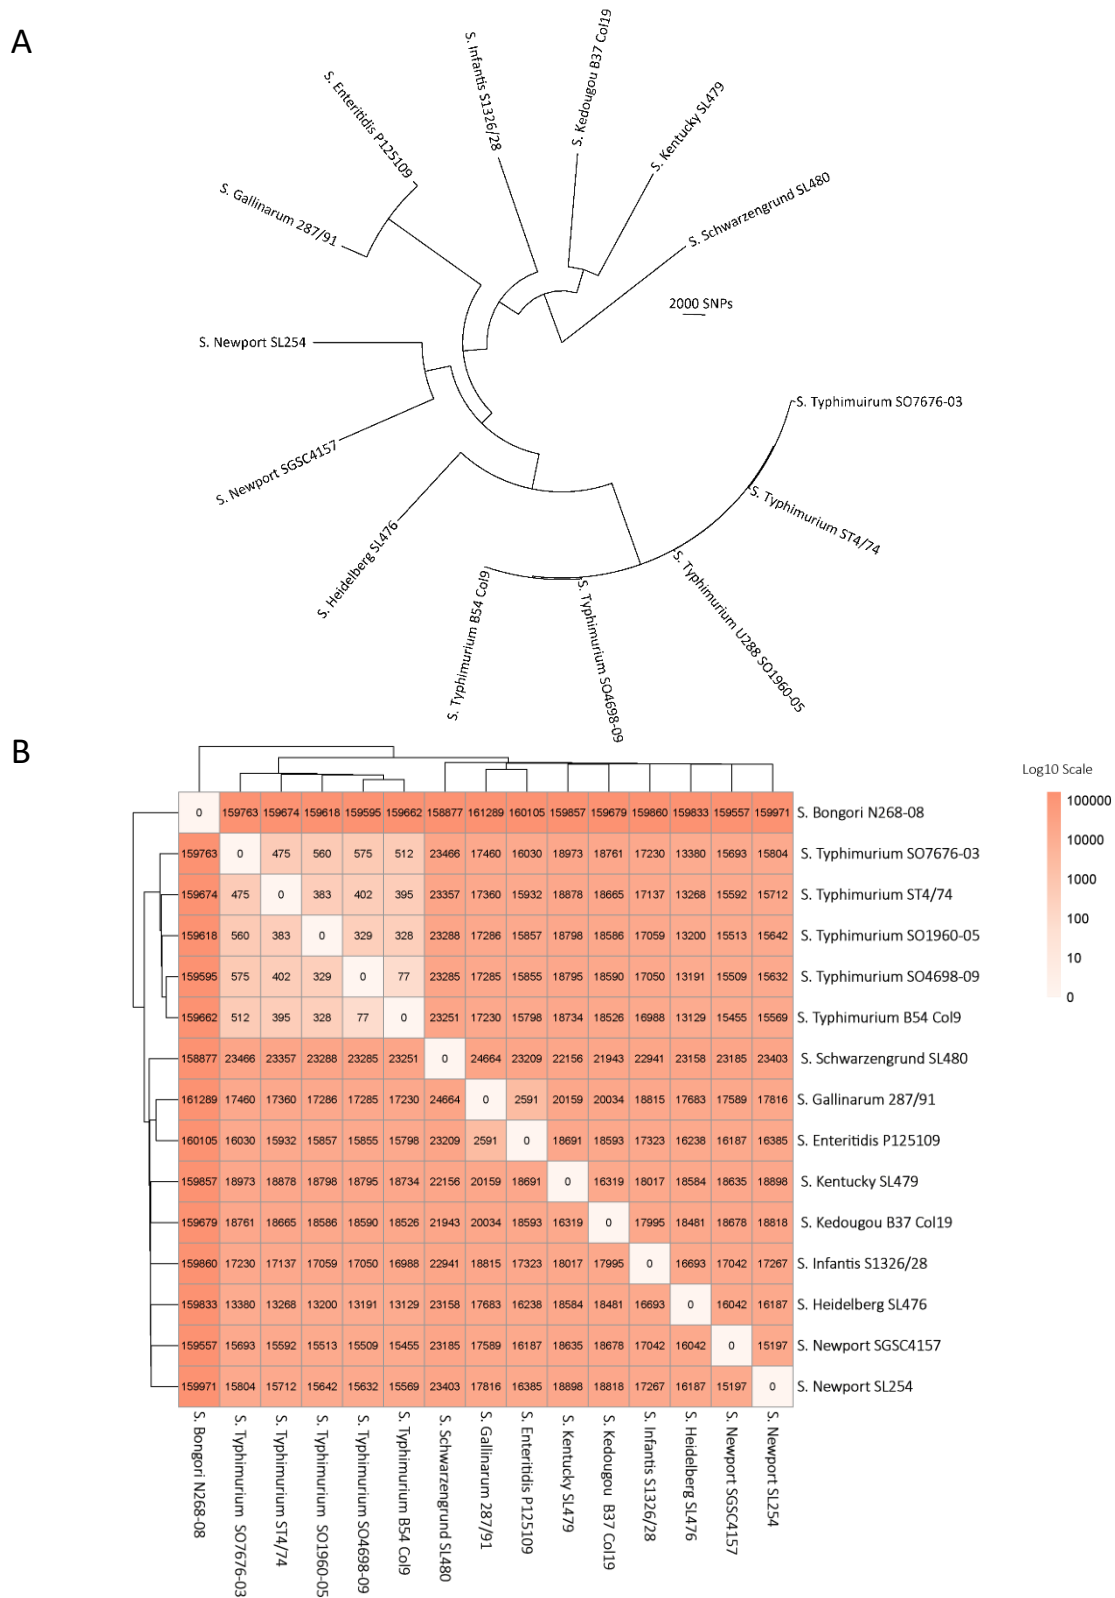 A
S. Infantis S1326/28
S. Kedougou B37 Col19
S. Enteritidis P125109
S. Kentucky SL479
S. Gallinarum 287/91
S. Schwarzengrund SL480
2000 SNPs
S. Newport SL254
S. Typhimuirum SO7676-03
S. Newport SGSC4157
S. Typhimurium ST4/74
S. Heidelberg SL476
S. Typhimurium U288 SO1960-05
S. Typhimurium B54 Col9
S. Typhimurium SO4698-09
B
Log10 Scale
100000
10000
1000
100
10
0
0 159763 159674 159618 159595 159662 158877 161289 160105 159857 159679 159860 159833 159557 159971 S. Bongori N268-08
159763 0 475 560 575 512 23466 17460 16030 18973 18761 17230 13380 15693 15804 S. Typhimurium SO7676-03
159674 475 0 383 402 395 23357 17360 15932 18878 18665 17137 13268 15592 15712 S. Typhimurium ST4/74
159618 560 383 0 329 328 23288 17286 15857 18798 18586 17059 13200 15513 15642 S. Typhimurium SO1960-05
159595 575 402 329 0 77 23285 17285 15855 18795 18590 17050 13191 15509 15632 S. Typhimurium SO4698-09
159662 512 395 328 77 0 23251 17230 15798 18734 18526 16988 13129 15455 15569 S. Typhimurium B54 Col9
158877 23466 23357 23288 23285 23251 0 24664 23209 22156 21943 22941 23158 23185 23403 S. Schwarzengrund SL480
161289 17460 17360 17286 17285 17230 24664 0 2591 20159 20034 18815 17683 17589 17816 S. Gallinarum 287/91
160105 16030 15932 15857 15855 15798 23209 2591 0 18691 18593 17323 16238 16187 16385 S. Enteritidis P125109
159857 18973 18878 18798 18795 18734 22156 20159 18691 0 16319 18017 18584 18635 18898 S. Kentucky SL479
159679 18761 18665 18586 18590 18526 21943 20034 18593 16319 0 17995 18481 18678 18818 S. Kedougou B37 Col19
159860 17230 17137 17059 17050 16988 22941 18815 17323 18017 17995 0 16693 17042 17267 S. Infantis S1326/28
159833 13380 13268 13200 13191 13129 23158 17683 16238 18584 18481 16693 0 16042 16187 S. Heidelberg SL476
159557 15693 15592 15513 15509 15455 23185 17589 16187 18635 18678 17042 16042 0 15197 S. Newport SGSC4157
159971 15804 15712 15642 15632 15569 23403 17816 16385 18898 18818 17267 16187 15197 0 S. Newport SL254
S. Bongori N268-08
S. Typhimurium SO7676-03
S. Typhimurium ST4/74
S. Typhimurium SO1960-05
S. Typhimurium SO4698-09
S. Typhimurium B54 Col9
S. Schwarzengrund SL480
S. Gallinarum 287/91
S. Enteritidis P125109
S. Kentucky SL479
S. Kedougou B37 Col19
S. Infantis S1326/28
S. Heidelberg SL476
S. Newport SGSC4157
S. Newport SL254